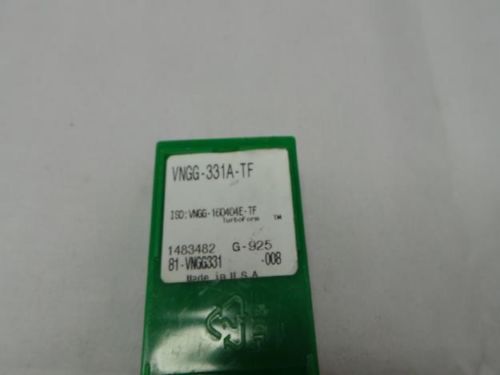 VNGG-331A-TF
ISO: VNGG-160404E-TF
TurboForm TM
1483482 G-925
81-VNGG331 -008
Made in U.S.A